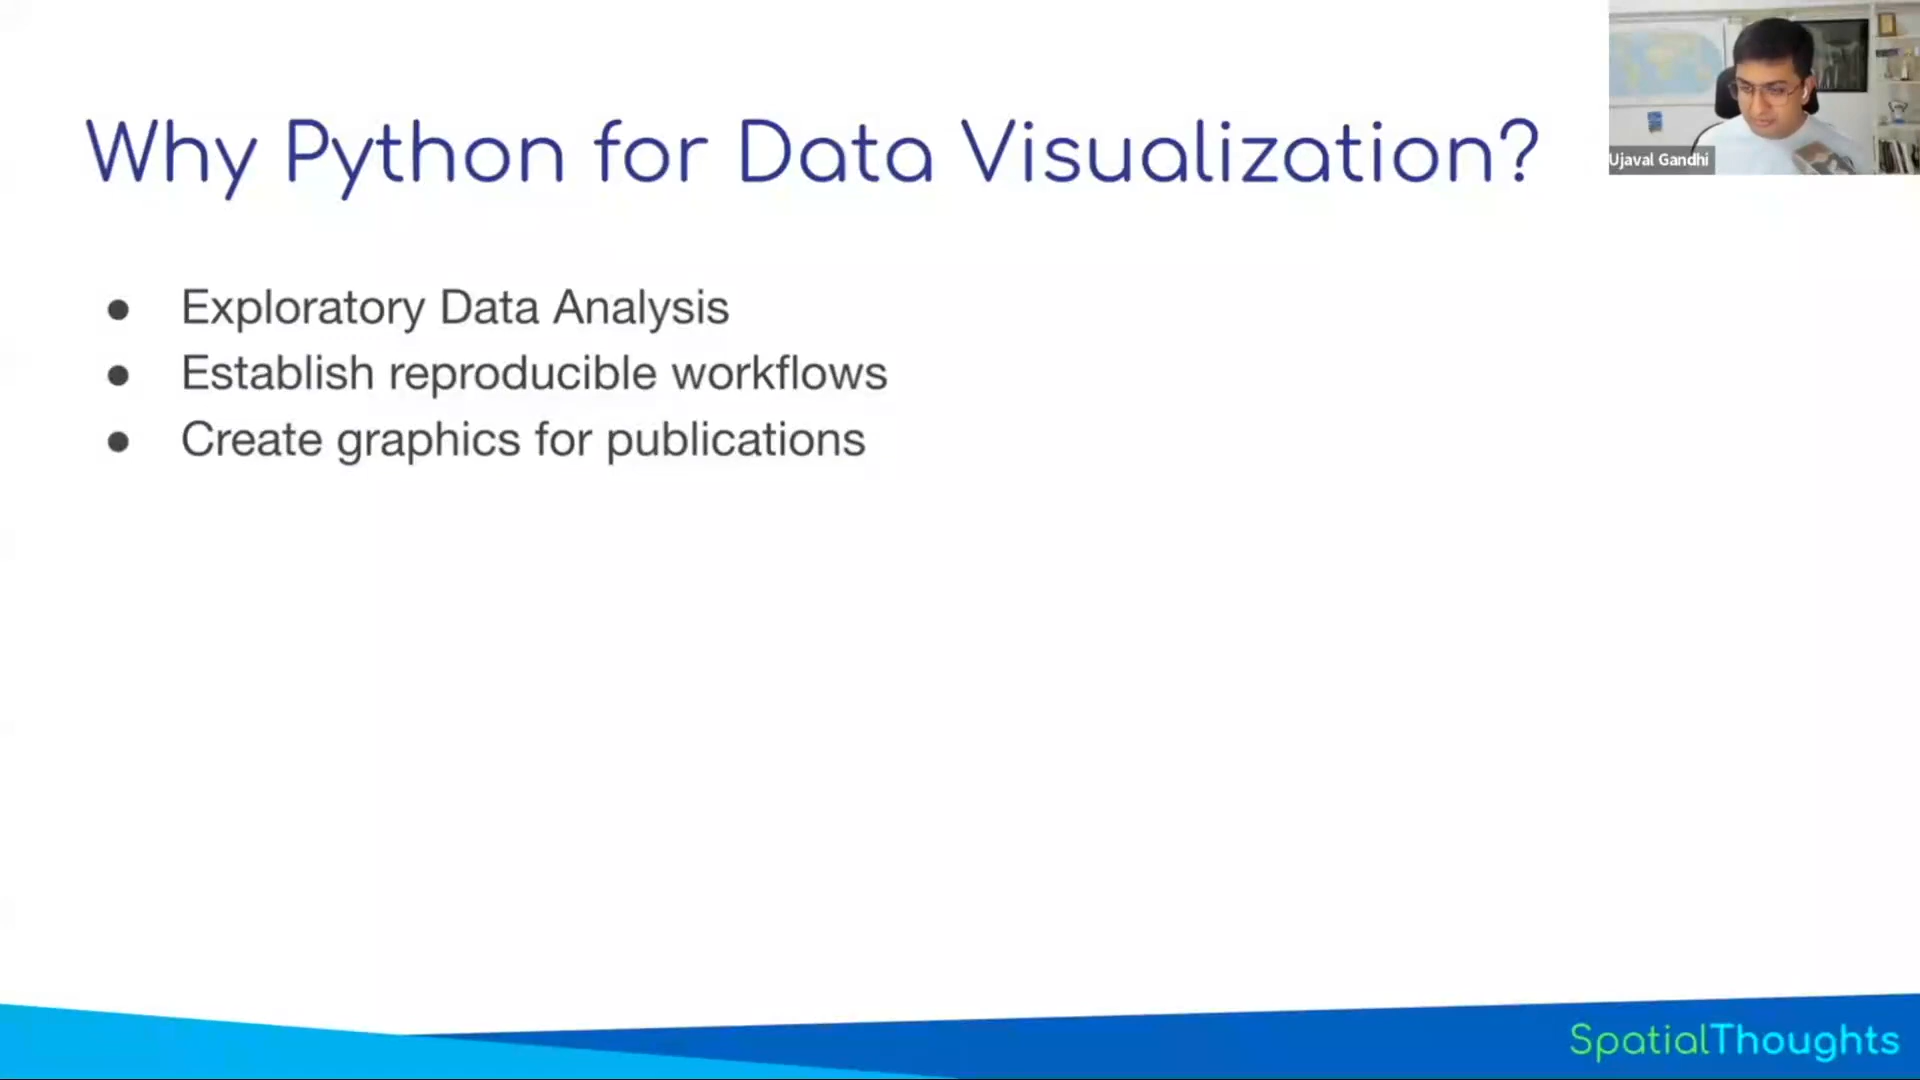 Why Python for Data Visualization?
Ujaval Gandhi
● Exploratory Data Analysis
● Establish reproducible workflows
● Create graphics for publications
SpatialThoughts